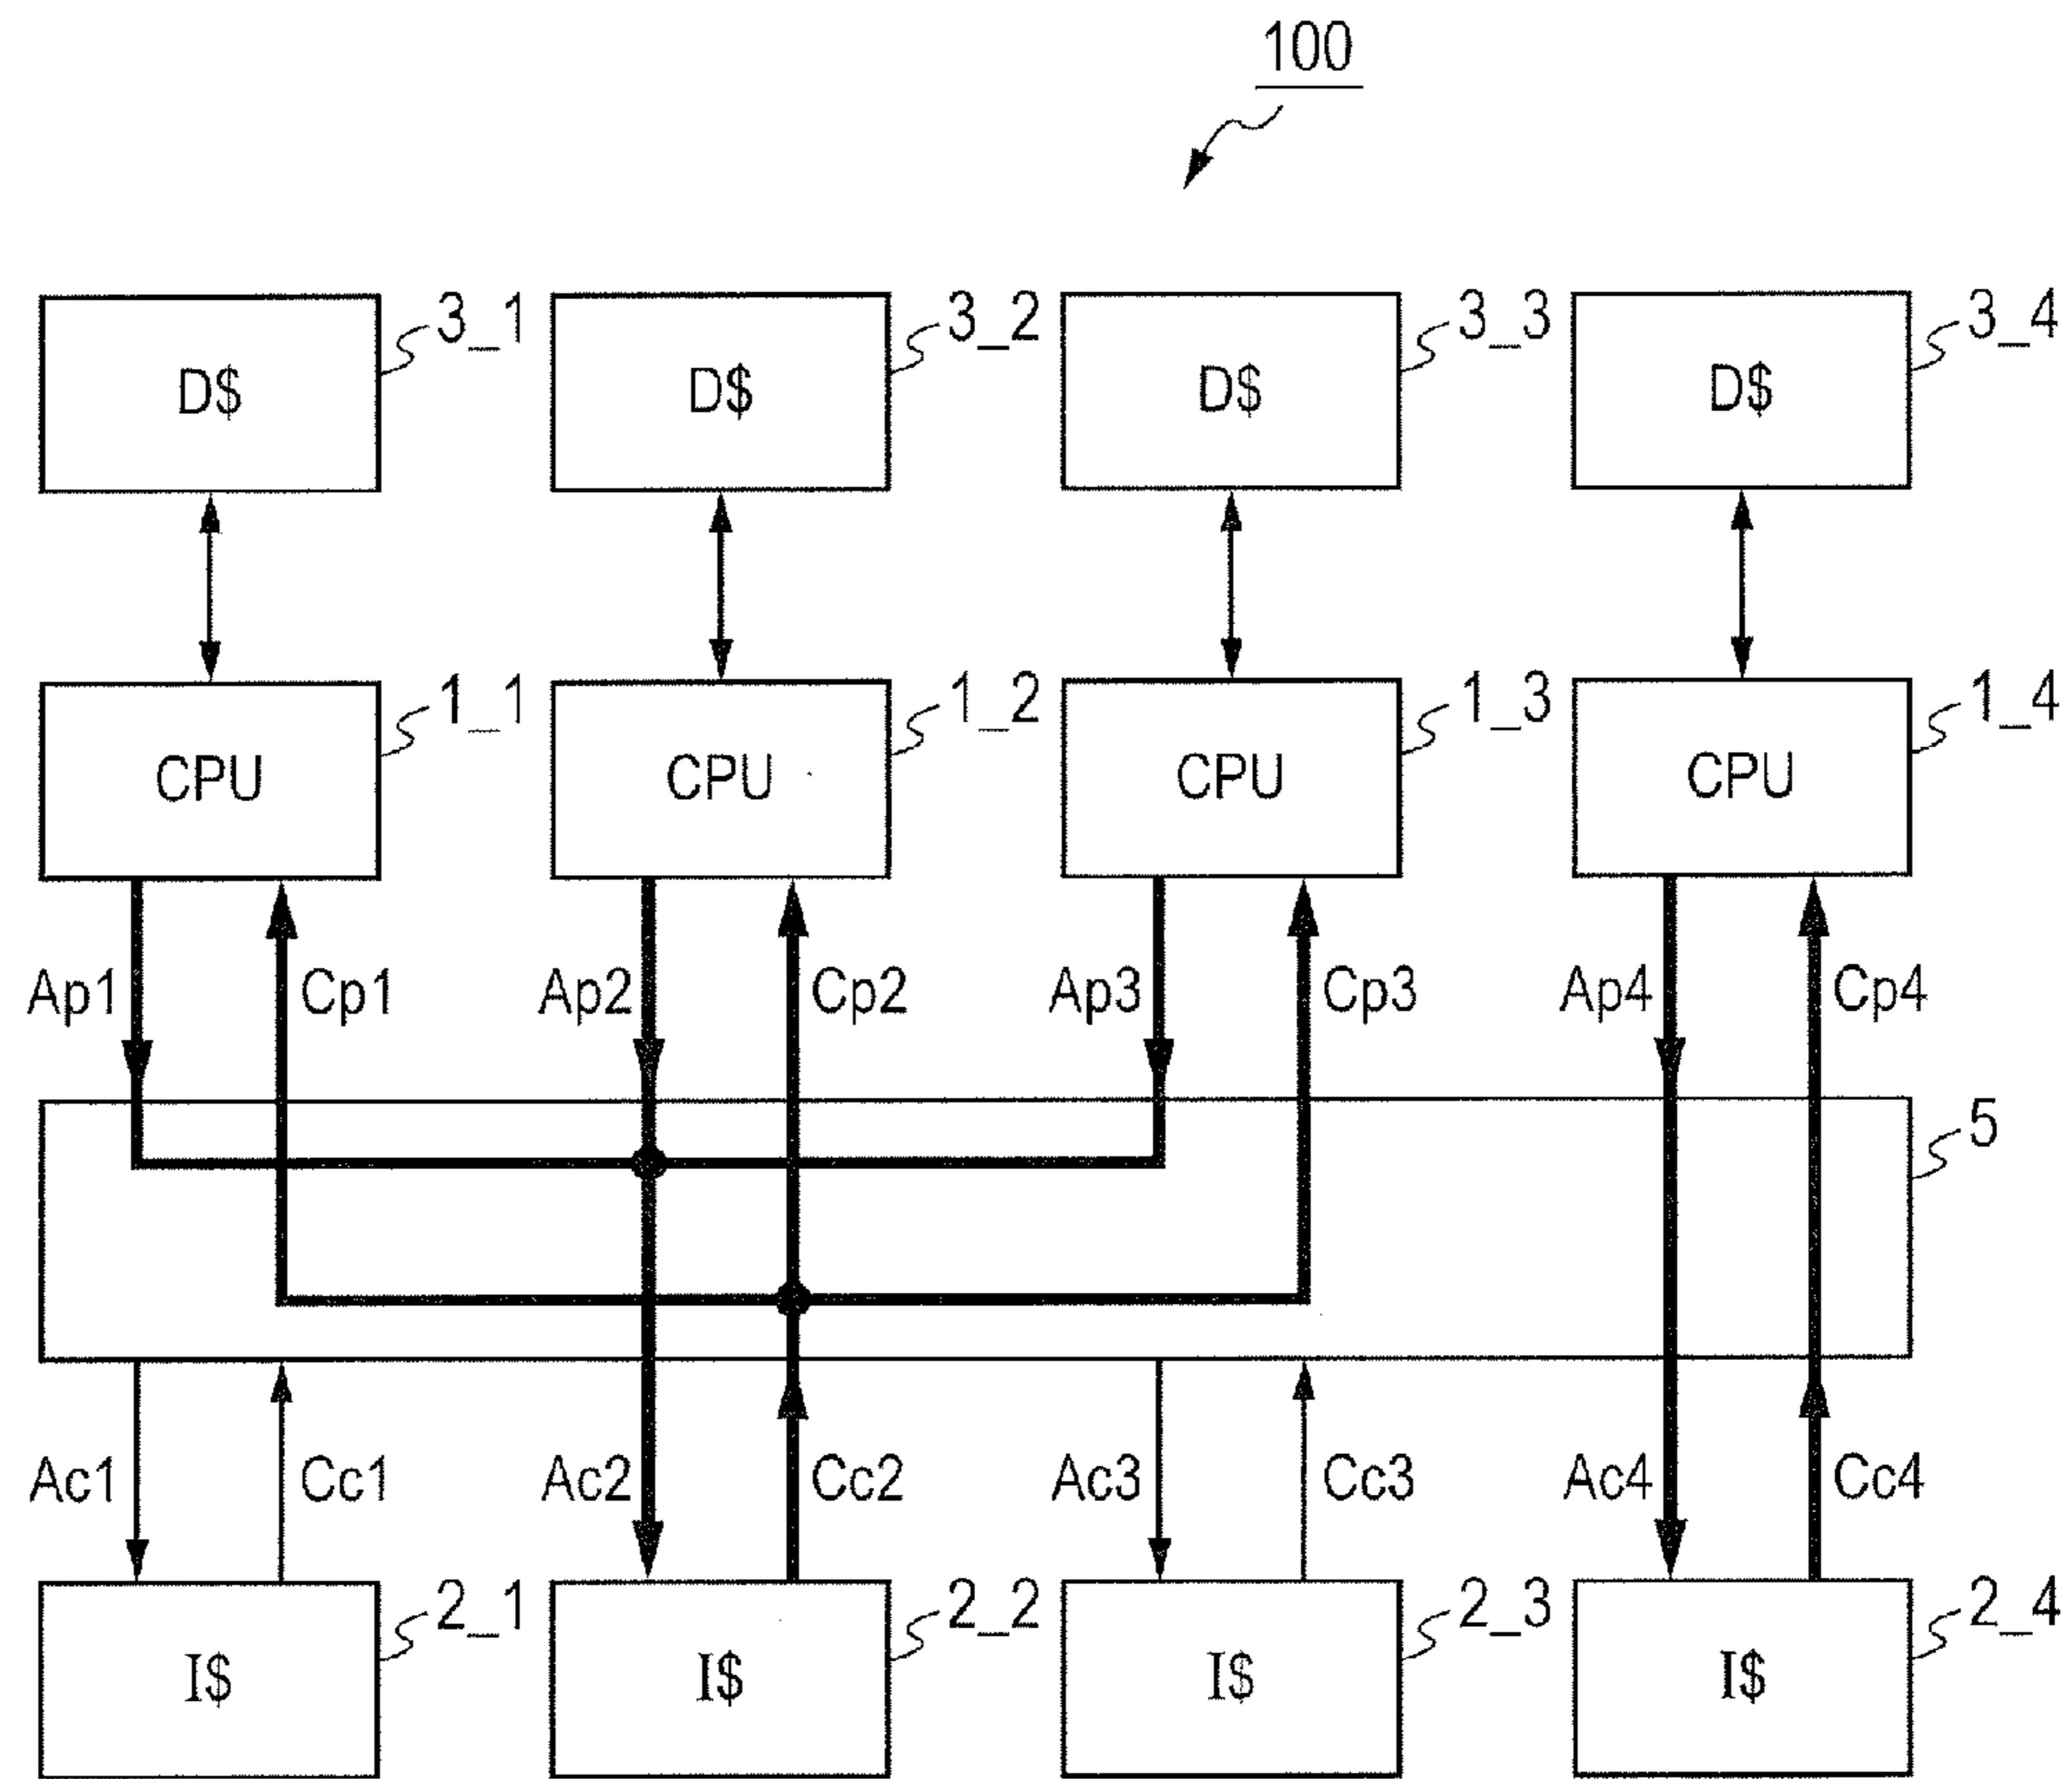 100
3_1
3_2
3_3
3_4
D$
D$
D$
D$
1_1
1_2
1_3
1_4
CPU
CPU
CPU
CPU
Ap1
Cp1
Ap2
Cp2
Ap3
Cp3
Ap4
Cp4
5
Ac1
Cc1
Ac2
Cc2
Ac3
Cc3
Ac4
Cc4
2_1
2_2
2_3
2_4
I$
I$
I$
I$